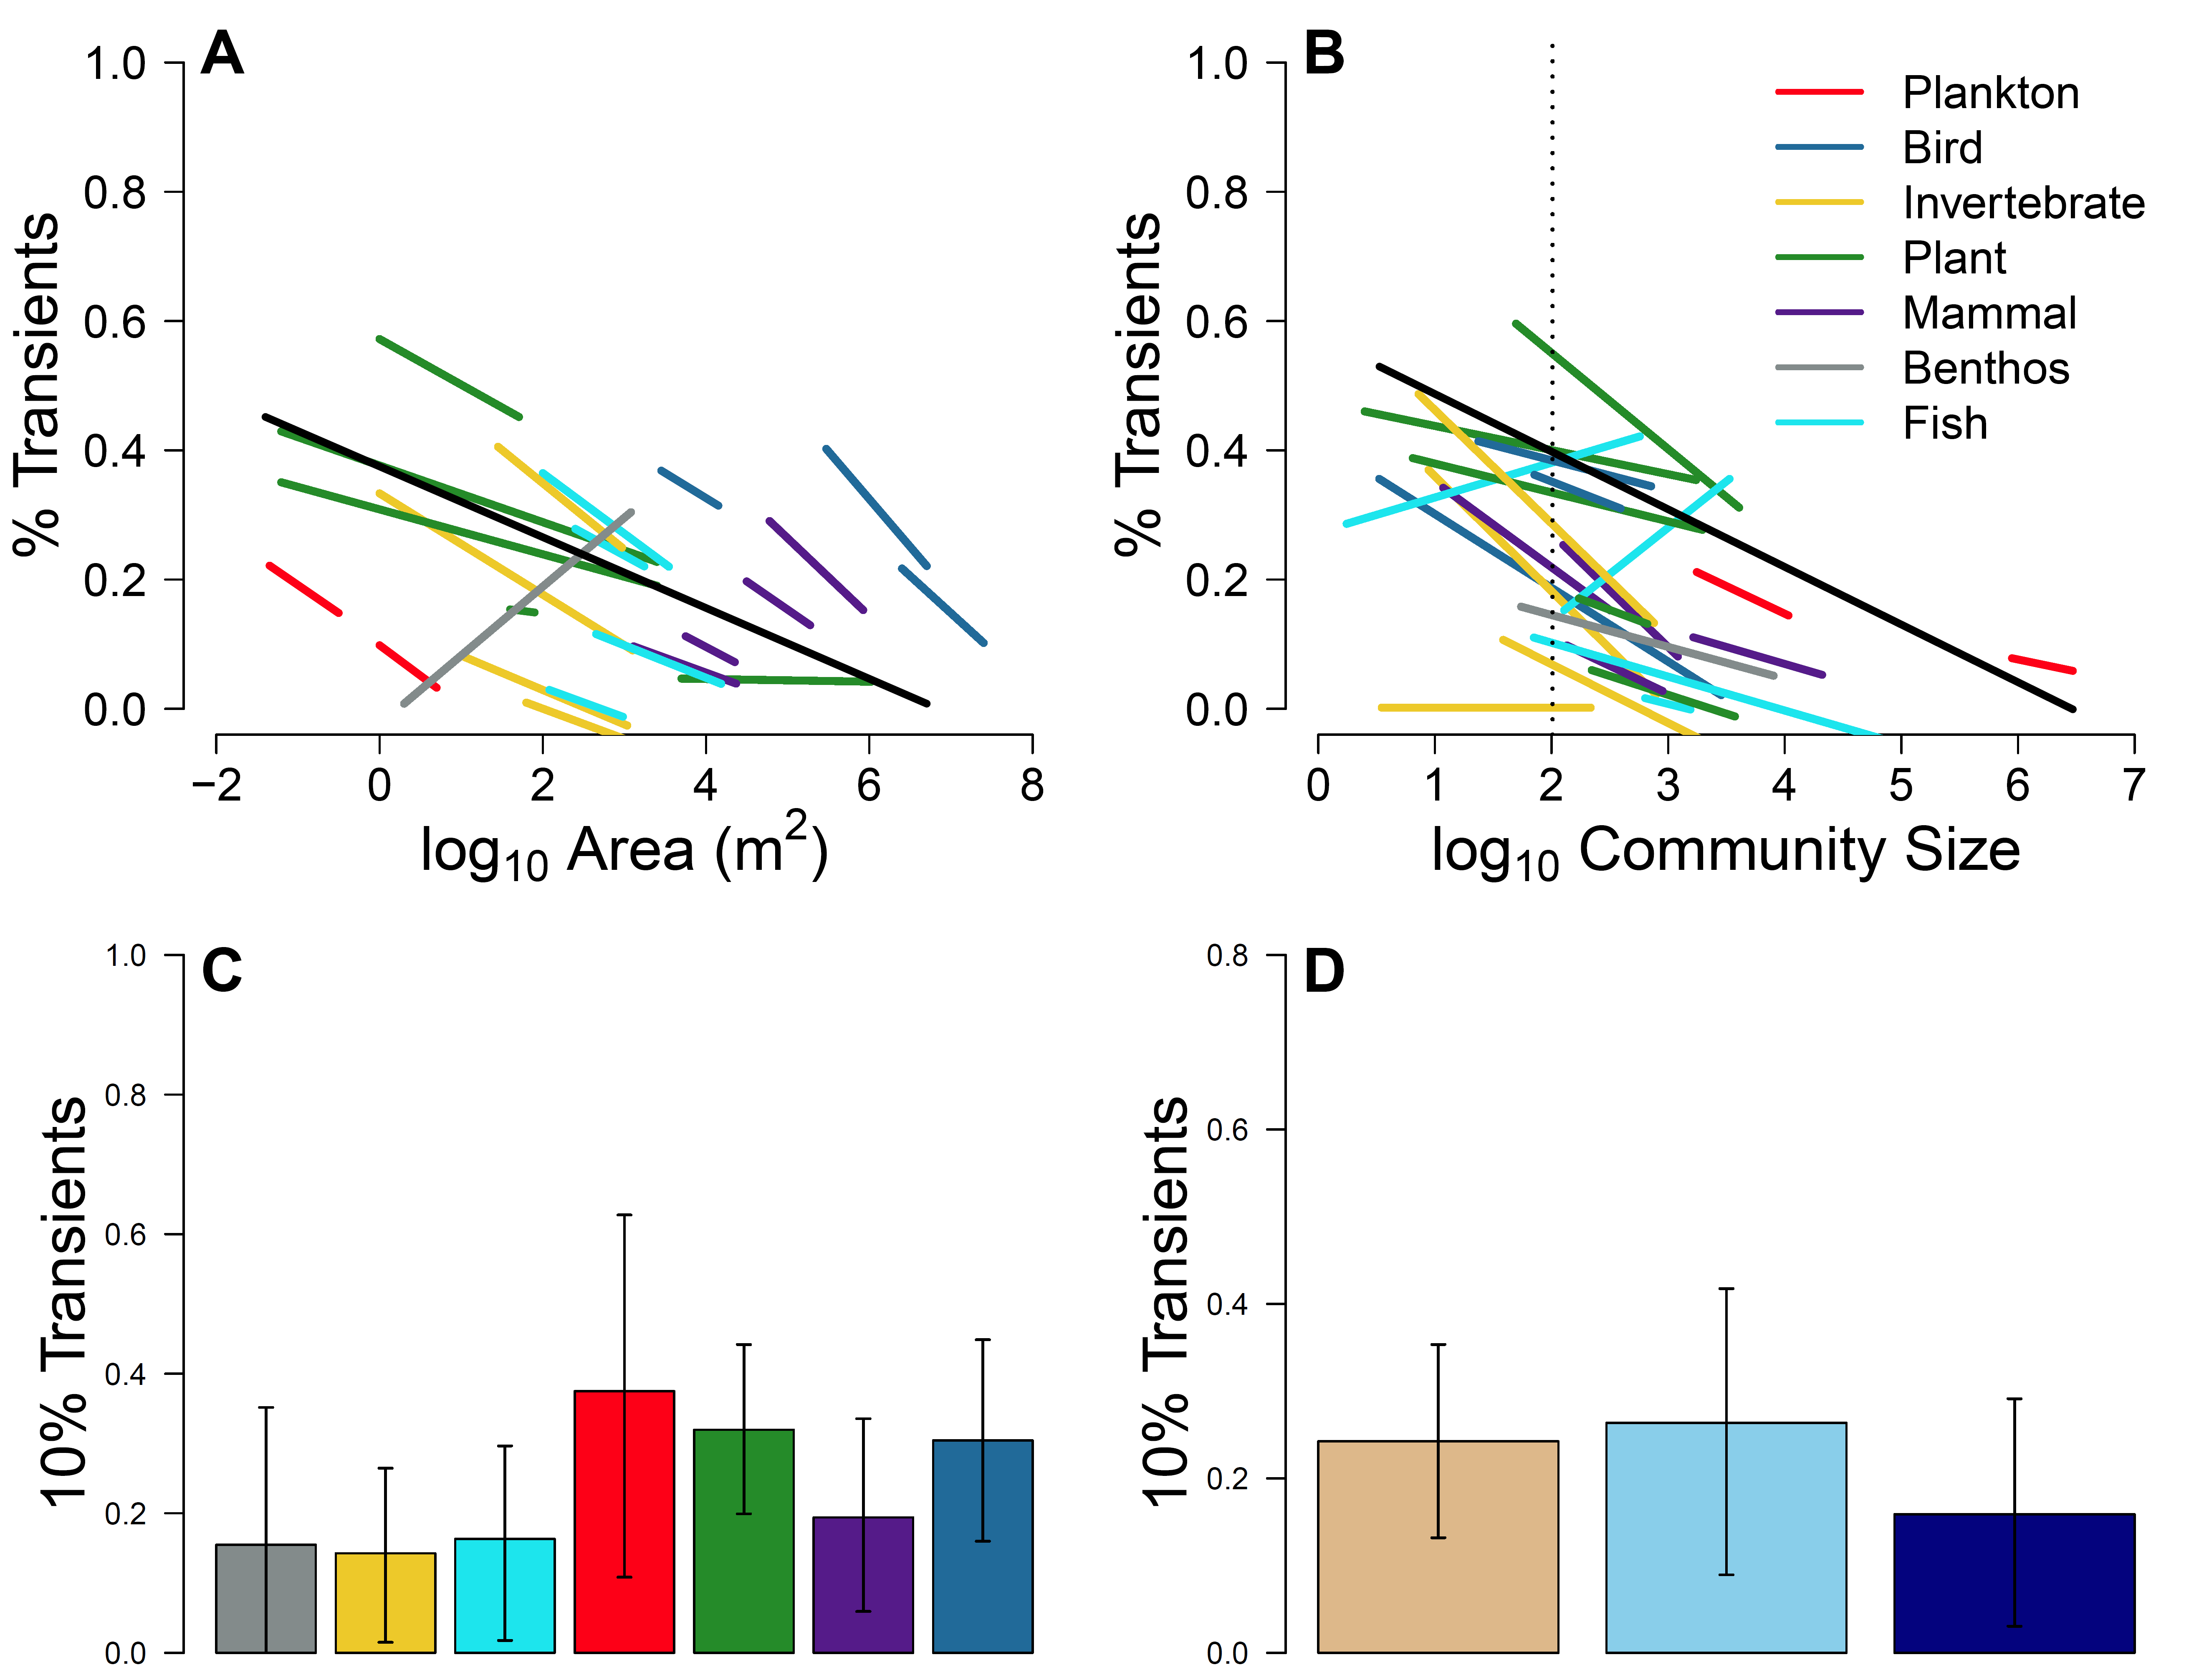 A
1.0
0.8
0.6
0.4
0.2
0.0
% Transients
−2 0 2 4 6 8
log10 Area (m2)
B
1.0
0.8
0.6
0.4
0.2
0.0
% Transients
Plankton
Bird
Invertebrate
Plant
Mammal
Benthos
Fish
0 1 2 3 4 5 6 7
log10 Community Size
C
1.0
0.8
0.6
0.4
0.2
0.0
10% Transients
D
0.8
0.6
0.4
0.2
0.0
10% Transients